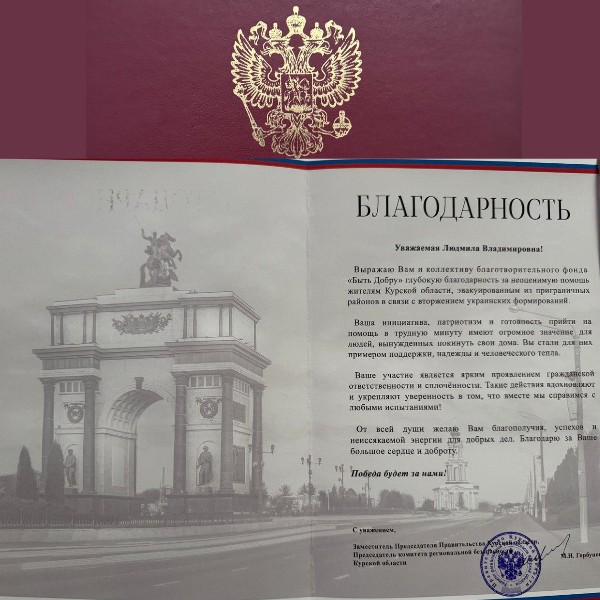 БЛАГОДАРНОСТЬ
Уважаемая Людмила Владимировна!
Выражаю Вам и коллективу благотворительного фонда
«Быть Добру» глубокую благодарность за неоценимую помощь
жителям Курской области, эвакуированным из приграничных
районов в связи с вторжением украинских формирований.
Ваша инициатива, патриотизм и готовность прийти на
помощь в трудную минуту имеют огромное значение для
людей, вынужденных покинуть свои дома. Вы стали для них
примером поддержки, надежды и человеческого тепла.
Ваше участие является ярким проявлением гражданской
ответственности и сплочённости. Такие действия вдохновляют
и укрепляют уверенность в том, что вместе мы справимся с
любыми испытаниями!
От всей души желаю Вам благополучия, успехов и
неиссякаемой энергии для добрых дел. Благодарю за Ваше
большое сердце и доброту.
Победа будет за нами!
С уважением,
Заместитель Председателя Правительства Курской области,
Председатель комитета региональной безопасности
Курской области
М.Н. Горбунов